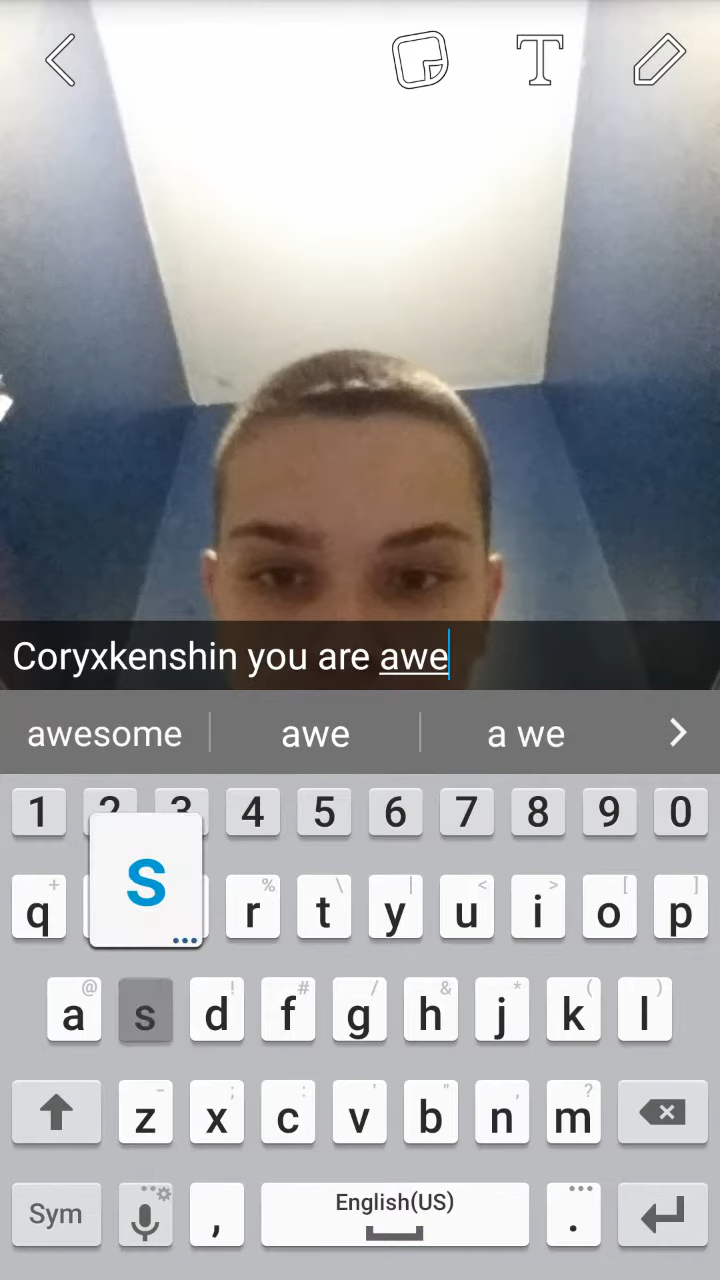 T
Coryxkenshin you are awe
awesome awe a we
1 2 3 4 5 6 7 8 9 0
S
q + r % t \ y | u < i > o [ p ]
a @ s d ! f # g / h & j * k ( l )
z - x ; c : v ' b " n , m ?
Sym , English(US) .